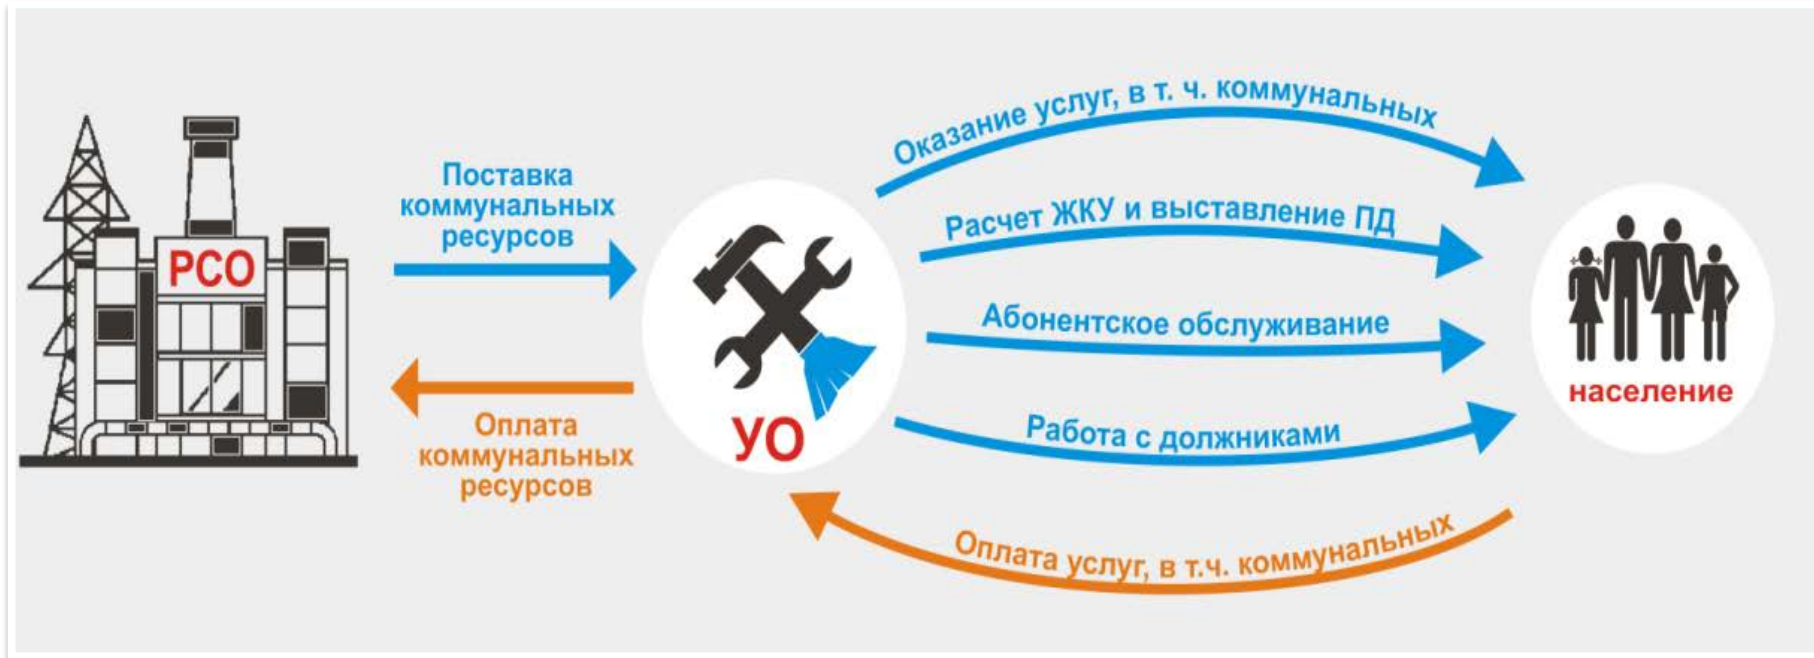 РСО
Поставка
коммунальных
ресурсов
Оплата
коммунальных
ресурсов
УО
Оказание услуг, в т. ч. коммунальных
Расчет ЖКУ и выставление ПД
Абонентское обслуживание
Работа с должниками
Оплата услуг, в т.ч. коммунальных
население